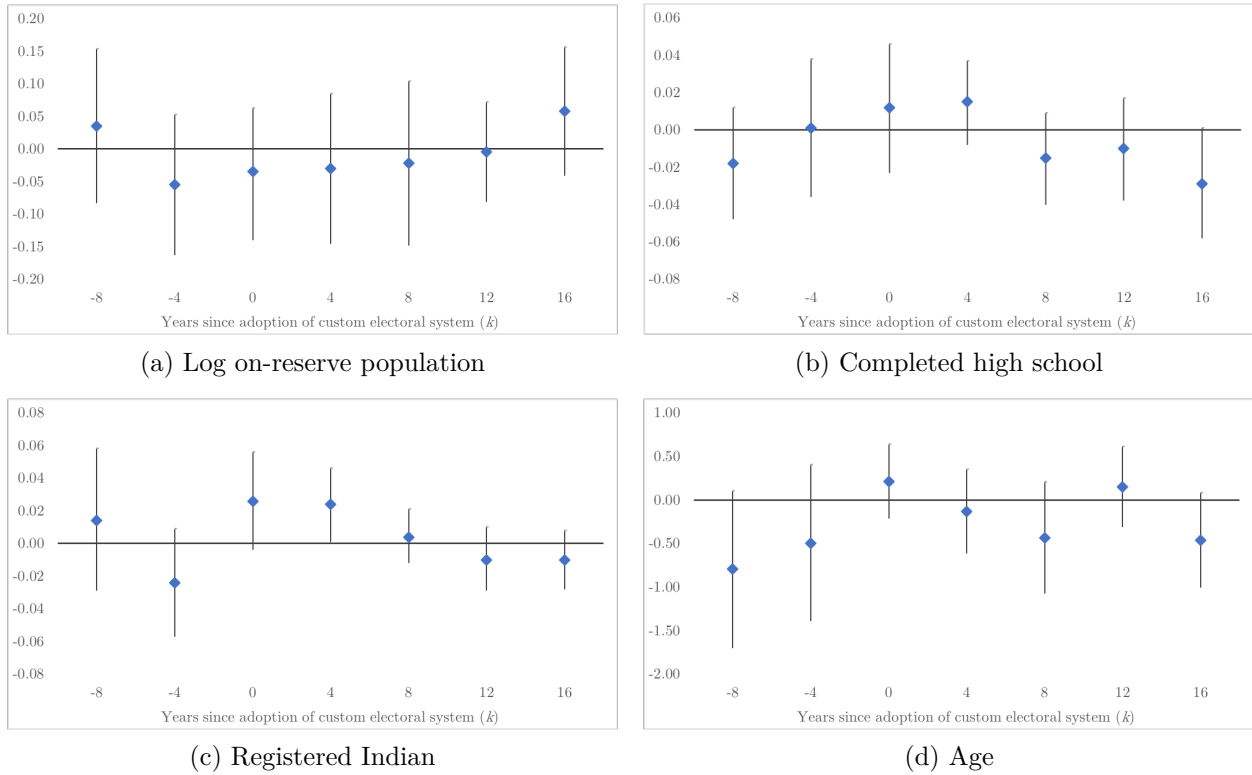 0.20
0.15
0.10
0.05
0.00
-0.05
-0.10
-0.15
-0.20
-8 -4 0 4 8 12 16
Years since adoption of custom electoral system (k)
(a) Log on-reserve population
0.06
0.04
0.02
0.00
-0.02
-0.04
-0.06
-0.08
-8 -4 0 4 8 12 16
Years since adoption of custom electoral system (k)
(b) Completed high school
0.08
0.06
0.04
0.02
0.00
-0.02
-0.04
-0.06
-0.08
-8 -4 0 4 8 12 16
Years since adoption of custom electoral system (k)
(c) Registered Indian
1.00
0.50
0.00
-0.50
-1.00
-1.50
-2.00
-8 -4 0 4 8 12 16
Years since adoption of custom electoral system (k)
(d) Age